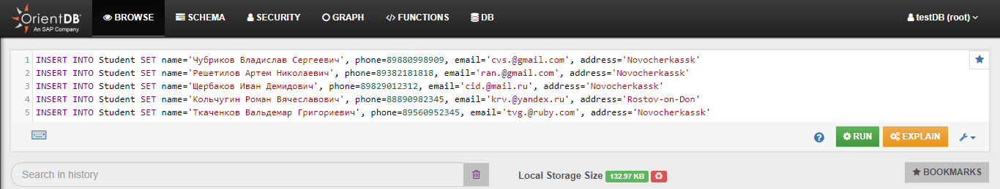 OrientDB®
An SAP Company
BROWSE SCHEMA SECURITY GRAPH </> FUNCTIONS DB testDB (root)
1 INSERT INTO Student SET name='Чубриков Владислав Сергеевич', phone=89880998909, email='cvs.@gmail.com', address='Novocherkassk'
2 INSERT INTO Student SET name='Решетилов Артем Николаевич', phone=89382181818, email='ran.@gmail.com', address='Novocherkassk'
3 INSERT INTO Student SET name='Щербаков Иван Демидович', phone=89829012312, email='cid.@mail.ru', address='Novocherkassk'
4 INSERT INTO Student SET name='Кольчугин Роман Вячеславович', phone=88890982345, email='krv.@yandex.ru', address='Rostov-on-Don'
5 INSERT INTO Student SET name='Ткаченков Вальдемар Григориевич', phone=89560952345, email='tvg.@ruby.com', address='Novocherkassk'
? RUN EXPLAIN
Search in history Local Storage Size 132.97 KB BOOKMARKS